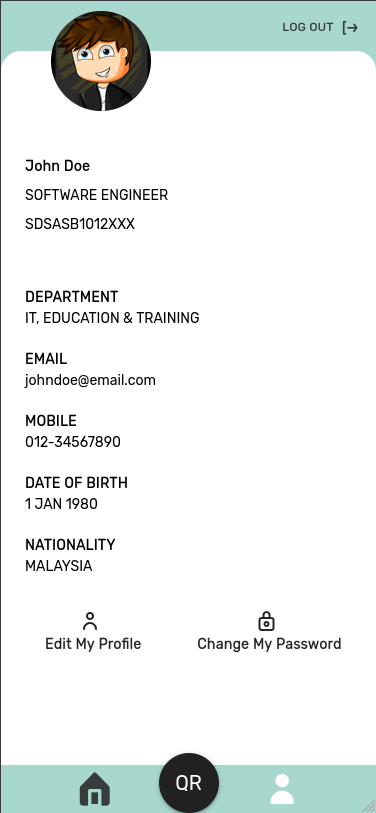 LOG OUT
John Doe
SOFTWARE ENGINEER
SDSASB1012XXX
DEPARTMENT
IT, EDUCATION & TRAINING
EMAIL
johndoe@email.com
MOBILE
012-34567890
DATE OF BIRTH
1 JAN 1980
NATIONALITY
MALAYSIA
Edit My Profile
Change My Password
QR